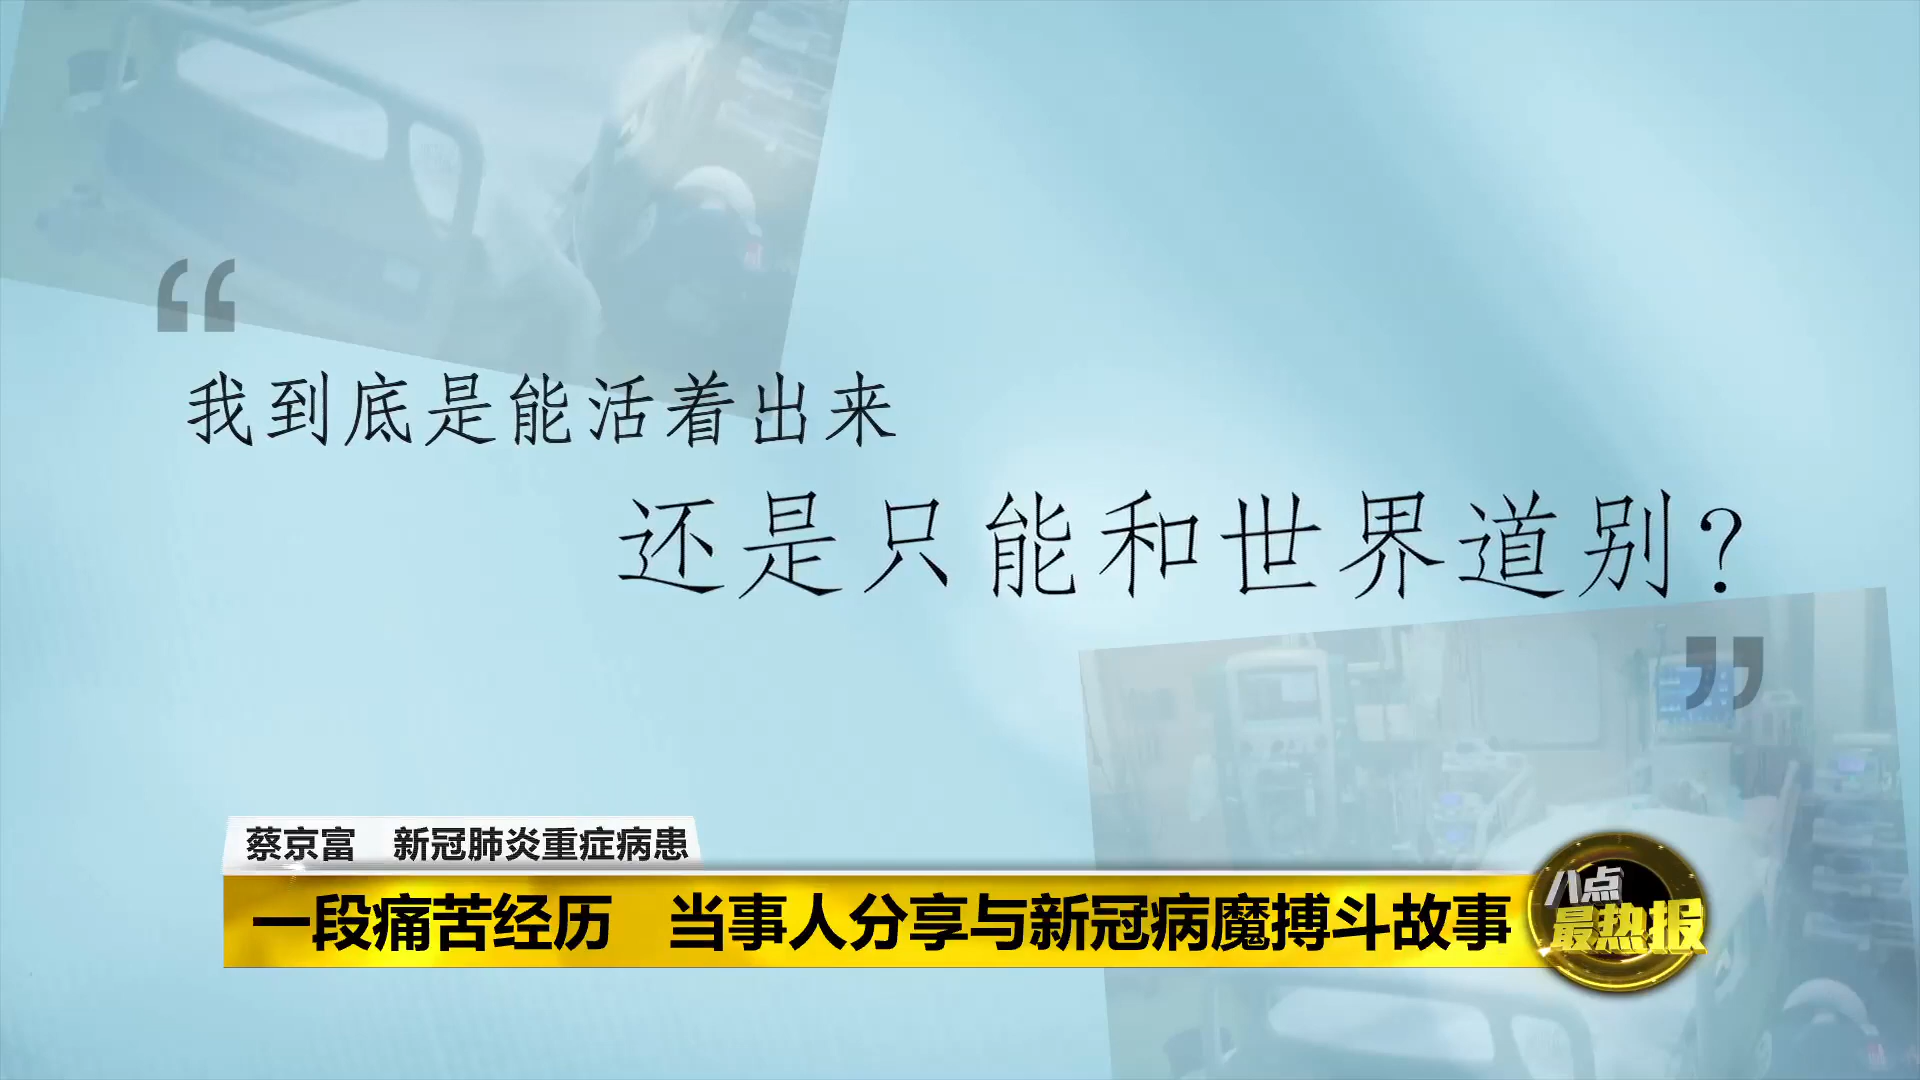 “
我到底是能活着出来
还是只能和世界道别?
”
蔡京富 新冠肺炎重症病患
一段痛苦经历 当事人分享与新冠病魔搏斗故事
八点
最热报